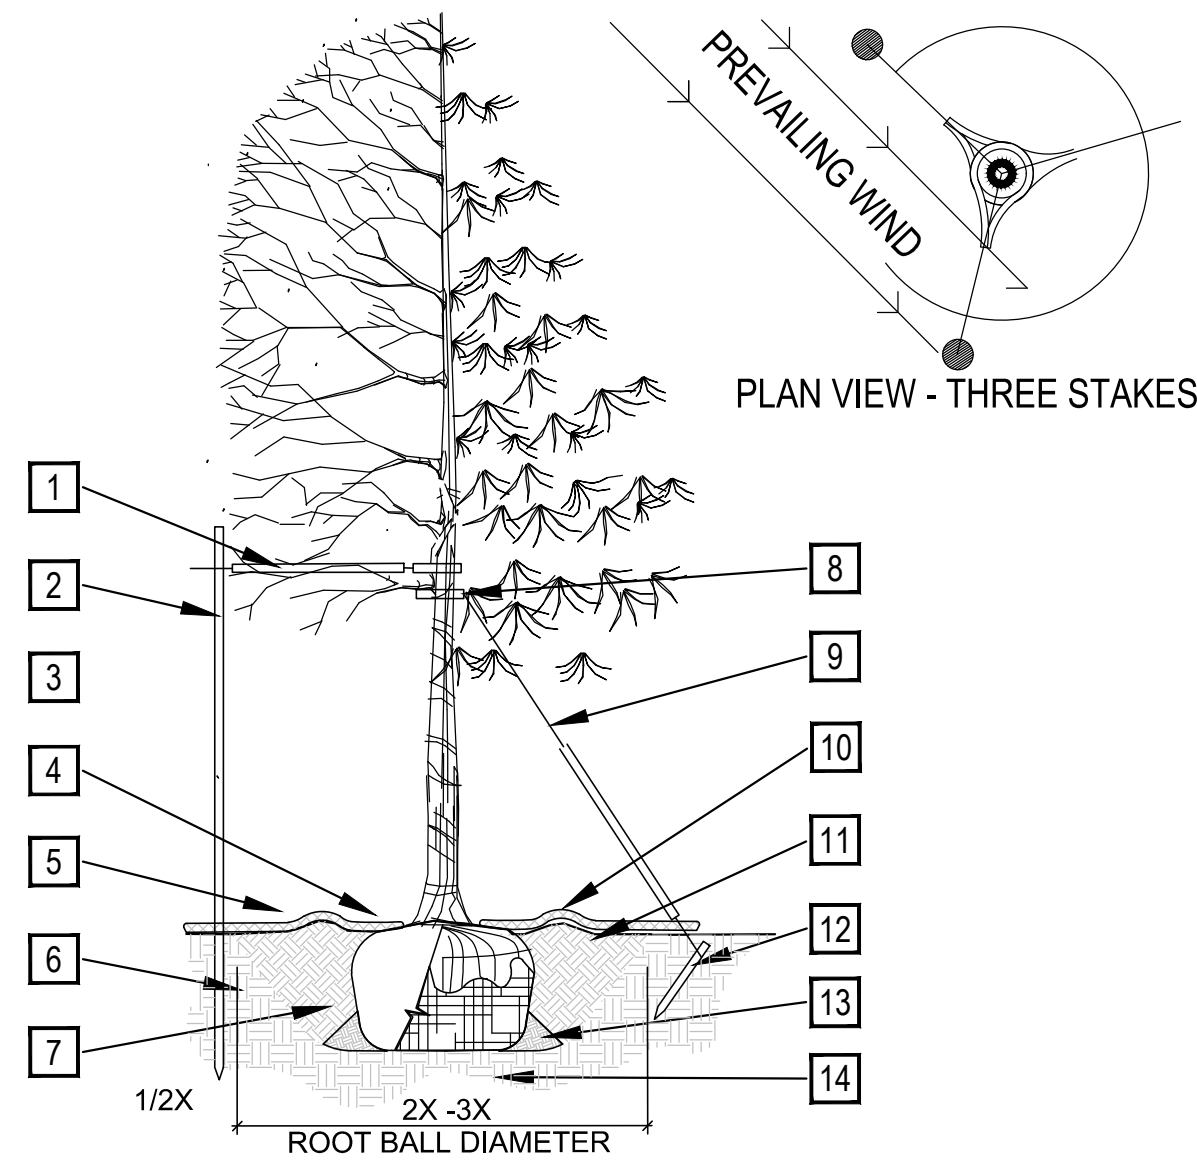 PREVAILING WIND
PLAN VIEW - THREE STAKES
1
2
3
4
5
6
7
8
9
10
11
12
13
14
1/2X
2X -3X
ROOT BALL DIAMETER